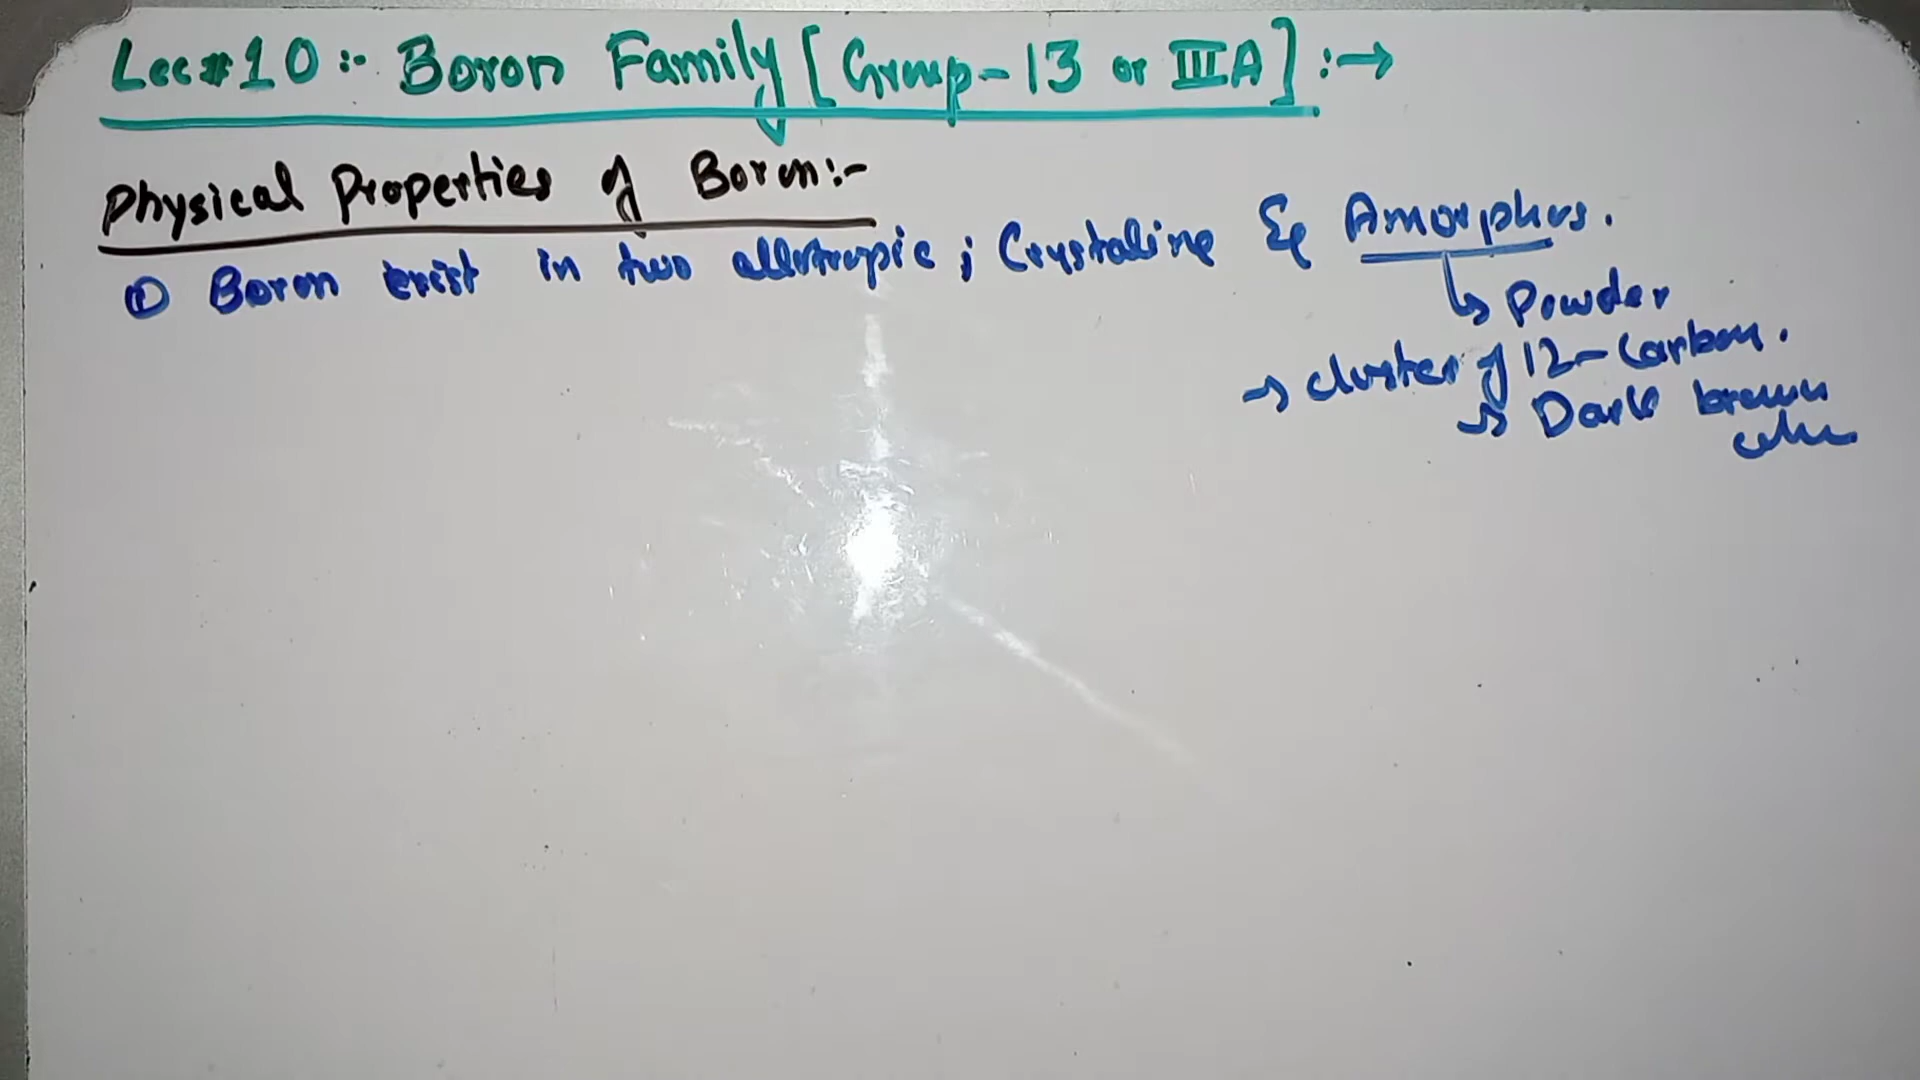 Lec#10:- Boron Family [Group-13 or IIIA]:→
Physical Properties of Boron:-
① Boron exist in two allotropic; Crystaline & Amorphus.
↳ Powder
→ cluster of 12-Carbon.
→ Dark brown